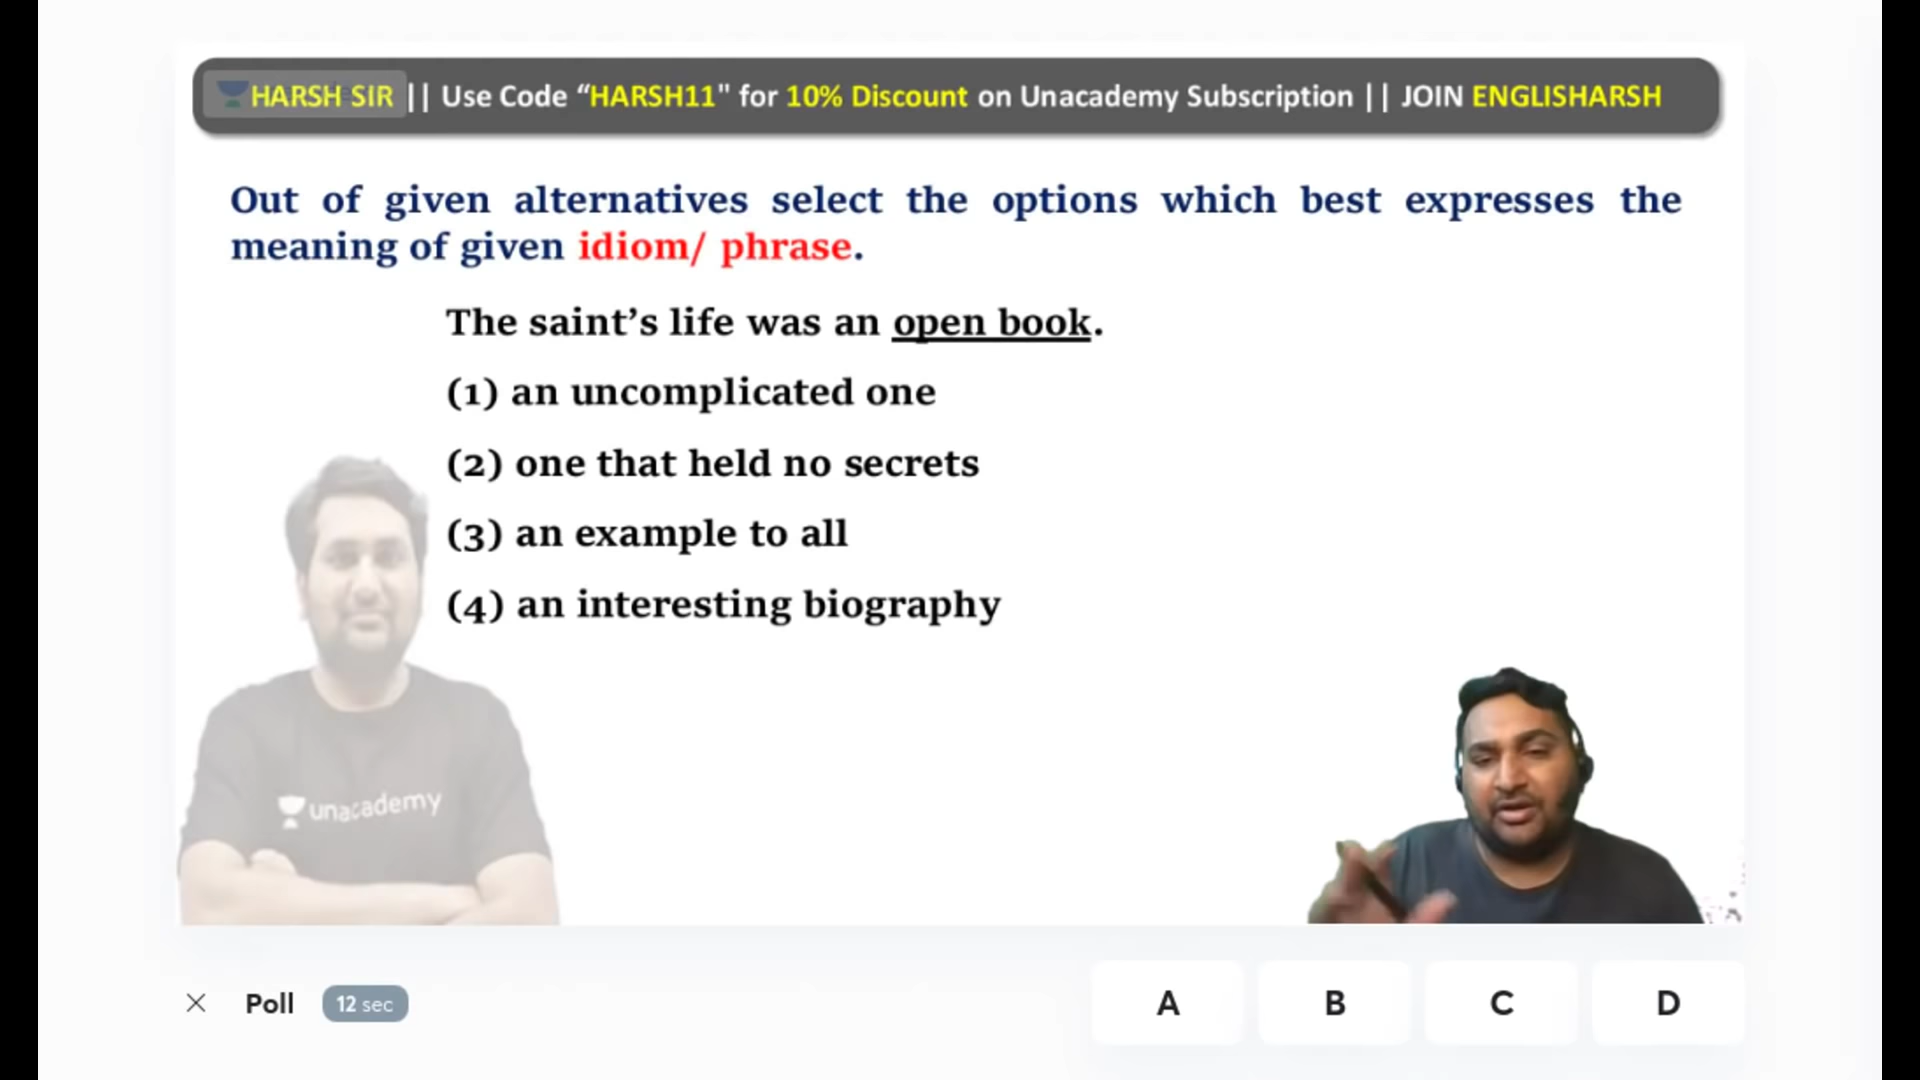 HARSH SIR || Use Code “HARSH11" for 10% Discount on Unacademy Subscription || JOIN ENGLISHARSH
Out of given alternatives select the options which best expresses the
meaning of given idiom/ phrase.
The saint’s life was an open book.
(1) an uncomplicated one
(2) one that held no secrets
(3) an example to all
(4) an interesting biography
unacademy
Poll 12 sec A B C D